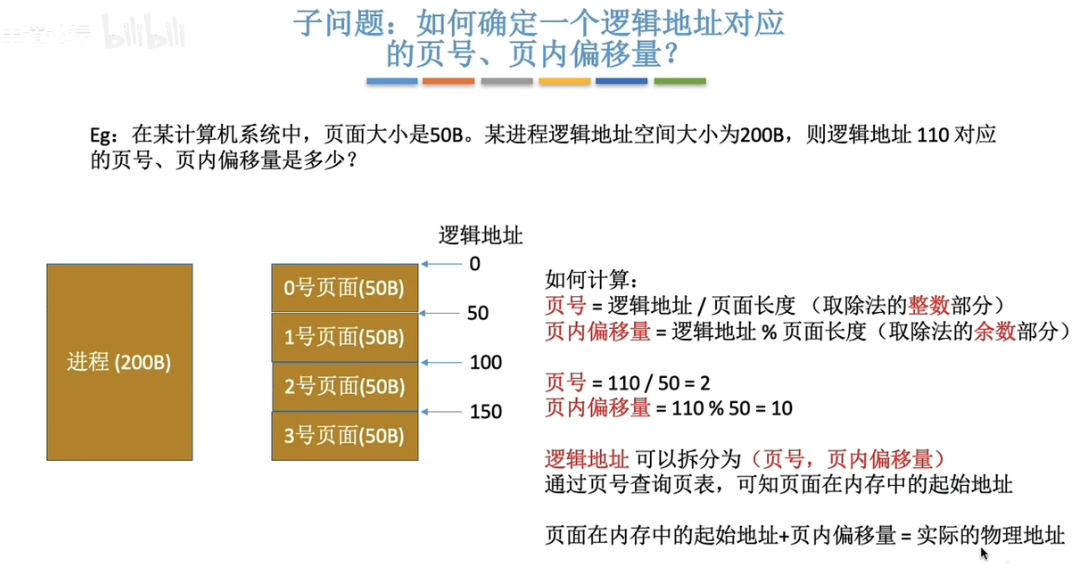 bilibili
子问题：如何确定一个逻辑地址对应
的页号、页内偏移量？
Eg：在某计算机系统中，页面大小是50B。某进程逻辑地址空间大小为200B，则逻辑地址 110 对应
的页号、页内偏移量是多少？
逻辑地址
进程 (200B)
0号页面(50B)
1号页面(50B)
2号页面(50B)
3号页面(50B)
0
50
100
150
如何计算：
页号 = 逻辑地址 / 页面长度 （取除法的整数部分）
页内偏移量 = 逻辑地址 % 页面长度（取除法的余数部分）
页号 = 110 / 50 = 2
页内偏移量 = 110 % 50 = 10
逻辑地址 可以拆分为（页号，页内偏移量）
通过页号查询页表，可知页面在内存中的起始地址
页面在内存中的起始地址+页内偏移量 = 实际的物理地址